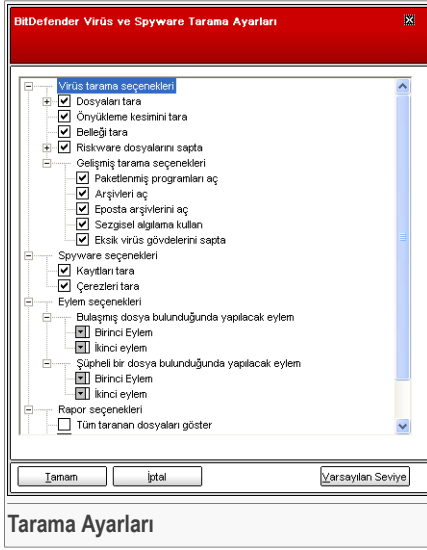 BitDefender Virüs ve Spyware Tarama Ayarları
Virüs tarama seçenekleri
Dosyaları tara
Önyükleme kesimini tara
Belleği tara
Riskware dosyalarını sapta
Gelişmiş tarama seçenekleri
Paketlenmiş programları aç
Arşivleri aç
Eposta arşivlerini aç
Sezgisel algılama kullan
Eksik virüs gövdelerini sapta
Spyware seçenekleri
Kayıtları tara
Çerezleri tara
Eylem seçenekleri
Bulaşmış dosya bulunduğunda yapılacak eylem
Birinci Eylem
İkinci eylem
Şüpheli bir dosya bulunduğunda yapılacak eylem
Birinci Eylem
İkinci eylem
Rapor seçenekleri
Tüm taranan dosyaları göster
Tamam
İptal
Varsayılan Seviye
Tarama Ayarları